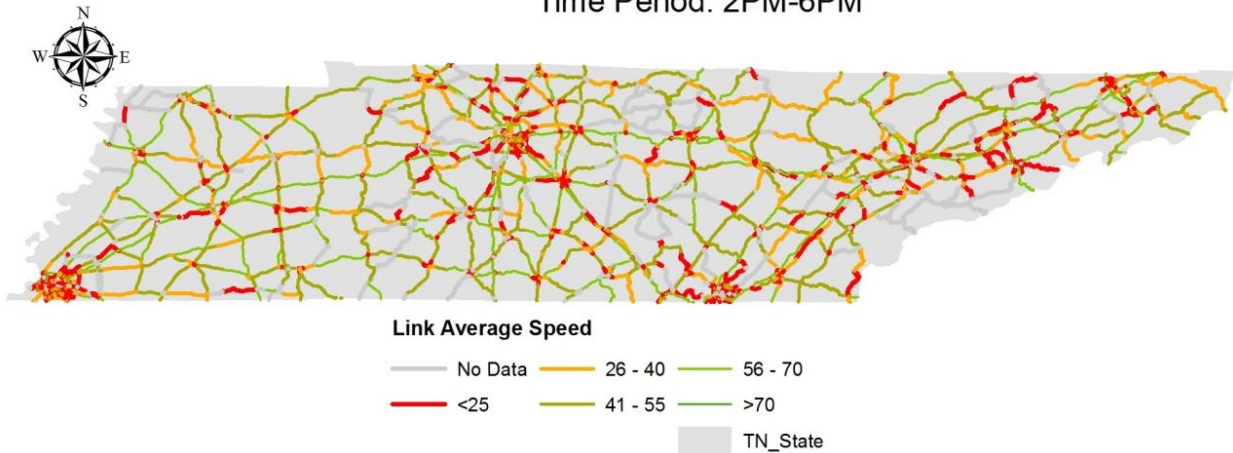 Time Period: 2PM-6PM
N
W E
S
Link Average Speed
No Data 26 - 40 56 - 70
<25 41 - 55 >70
TN_State